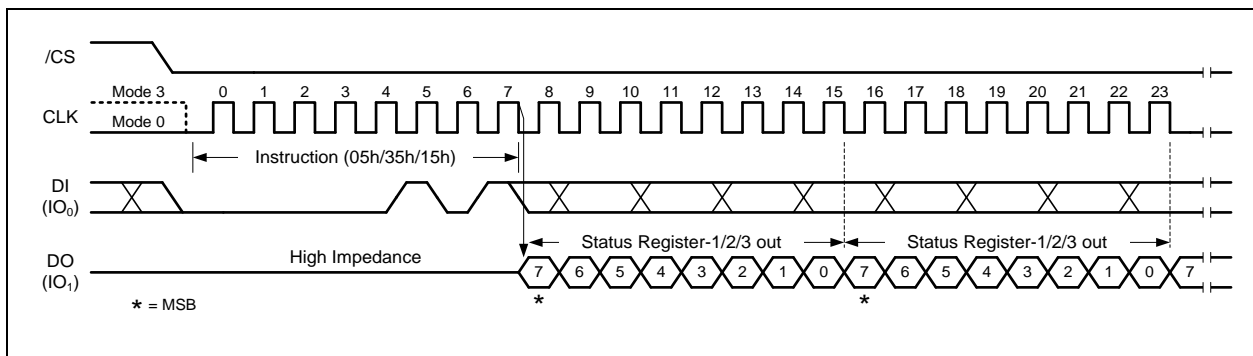 /CS
Mode 3 0 1 2 3 4 5 6 7 8 9 10 11 12 13 14 15 16 17 18 19 20 21 22 23
CLK Mode 0
Instruction (05h/35h/15h)
DI
(IO₀)
Status Register-1/2/3 out Status Register-1/2/3 out
High Impedance
DO 7 6 5 4 3 2 1 0 7 6 5 4 3 2 1 0 7
(IO₁)
* *
* = MSB